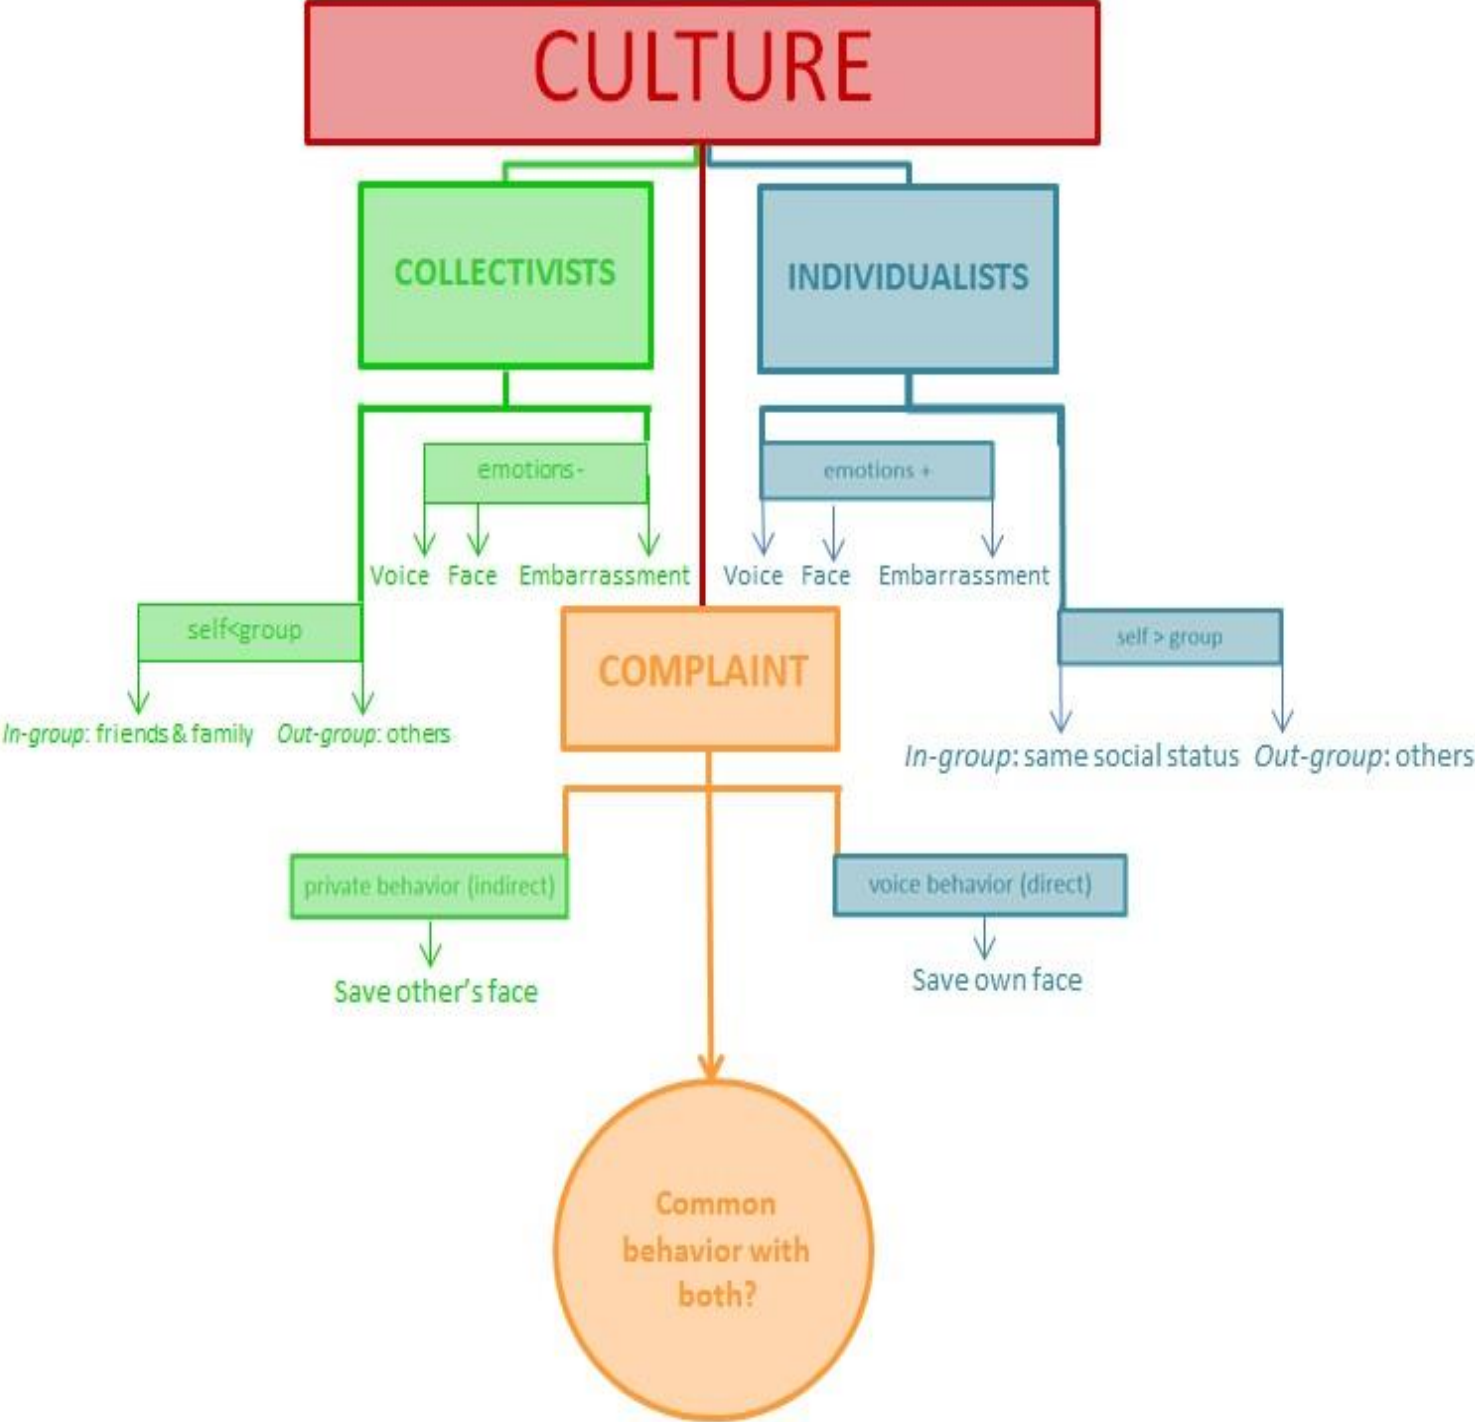 CULTURE
COLLECTIVISTS
INDIVIDUALISTS
emotions-
emotions +
Voice Face Embarrassment
Voice Face Embarrassment
self<group
self > group
COMPLAINT
In-group: friends & family Out-group: others
In-group: same social status Out-group: others
private behavior (indirect)
voice behavior (direct)
Save other's face
Save own face
Common
behavior with
both?